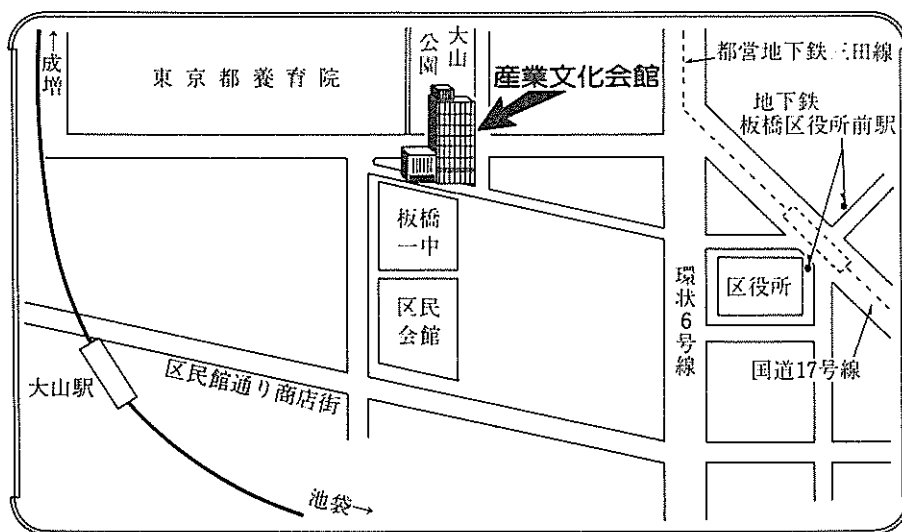 ↑成増
東京都養育院
大山
公園
産業文化会館
都営地下鉄三田線
地下鉄
板橋区役所前駅
板橋
一中
区民
会館
環状6号線
区役所
国道17号線
大山駅
区民館通り商店街
池袋→